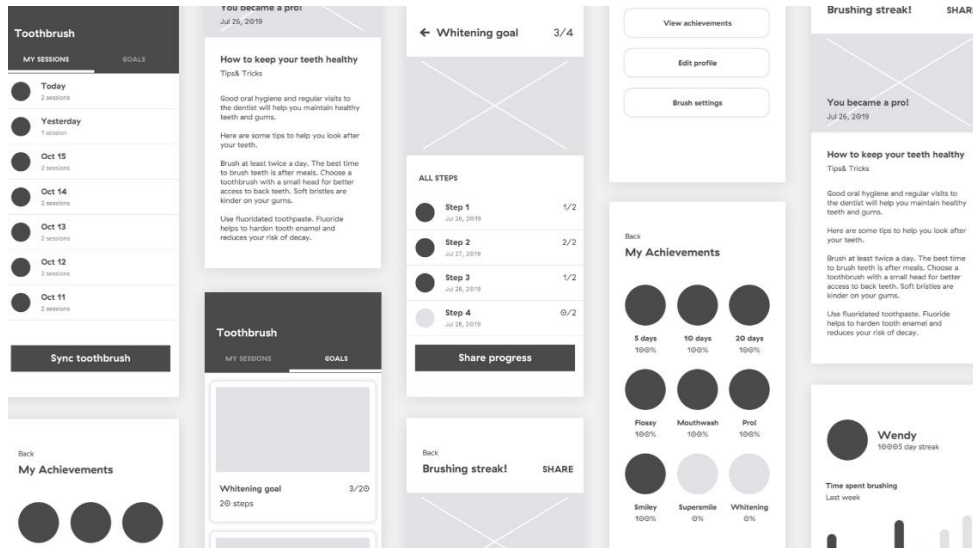 Toothbrush
MY SESSIONS
GOALS
Today
2 sessions
Yesterday
1 session
Oct 15
2 sessions
Oct 14
2 sessions
Oct 13
2 sessions
Oct 12
2 sessions
Oct 11
2 sessions
Sync toothbrush
Back
My Achievements
You became a pro!
Jul 26, 2019
How to keep your teeth healthy
Tips& Tricks
Good oral hygiene and regular visits to
the dentist will help you maintain healthy
teeth and gums.
Here are some tips to help you look after
your teeth.
Brush at least twice a day. The best time
to brush teeth is after meals. Choose a
toothbrush with a small head for better
access to back teeth. Soft bristles are
kinder on your gums.
Use fluoridated toothpaste. Fluoride
helps to harden tooth enamel and
reduces your risk of decay.
Toothbrush
MY SESSIONS
GOALS
Whitening goal 3/20
20 steps
Whitening goal 3/4
ALL STEPS
Step 1 1/2
Jul 26, 2019
Step 2 2/2
Jul 27, 2019
Step 3 1/2
Jul 28, 2019
Step 4 0/2
Jul 28, 2019
Share progress
Back
Brushing streak! SHARE
View achievements
Edit profile
Brush settings
Back
My Achievements
5 days 10 days 20 days
100% 100% 100%
Flossy Mouthwash Pro!
100% 100% 100%
Smiley Supersmile Whitening
100% 0% 0%
Brushing streak! SHARE
You became a pro!
Jul 26, 2019
How to keep your teeth healthy
Tips& Tricks
Good oral hygiene and regular visits to
the dentist will help you maintain healthy
teeth and gums.
Here are some tips to help you look after
your teeth.
Brush at least twice a day. The best time
to brush teeth is after meals. Choose a
toothbrush with a small head for better
access to back teeth. Soft bristles are
kinder on your gums.
Use fluoridated toothpaste. Fluoride
helps to harden tooth enamel and
reduces your risk of decay.
Wendy
10005 day streak
Time spent brushing
Last week